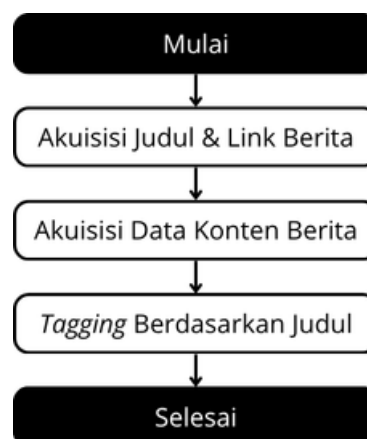 Mulai
Akuisisi Judul & Link Berita
Akuisisi Data Konten Berita
Tagging Berdasarkan Judul
Selesai